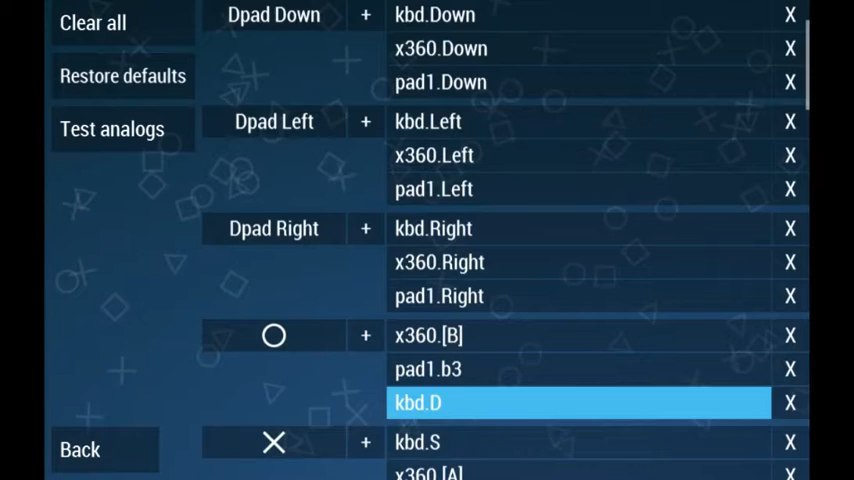 Clear all
Restore defaults
Test analogs
Back
Dpad Down + kbd.Down X
x360.Down X
pad1.Down X
Dpad Left + kbd.Left X
x360.Left X
pad1.Left X
Dpad Right + kbd.Right X
x360.Right X
pad1.Right X
+ x360.[B] X
pad1.b3 X
kbd.D X
+ kbd.S X
x360.[A] X